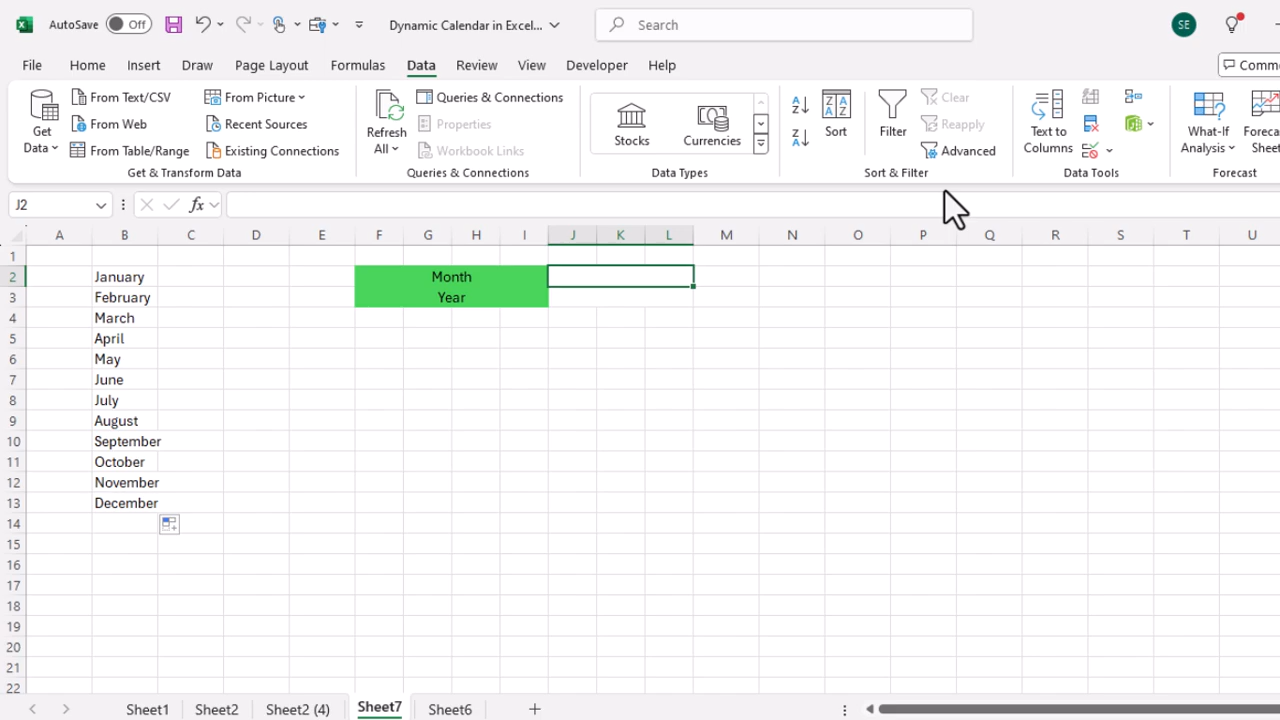 AutoSave Off Dynamic Calendar in Excel... Search SE
File Home Insert Draw Page Layout Formulas Data Review View Developer Help Comme
Get Data
From Text/CSV
From Web
From Table/Range
From Picture
Recent Sources
Existing Connections
Get & Transform Data
Refresh All
Queries & Connections
Properties
Workbook Links
Queries & Connections
Stocks Currencies
Data Types
Sort
Filter
Clear
Reapply
Advanced
Sort & Filter
Text to Columns
Data Tools
What-If Analysis
Foreca
Sheet
Forecast
J2 fx
A B C D E F G H I J K L M N O P Q R S T U
1
2 January Month
3 February Year
4 March
5 April
6 May
7 June
8 July
9 August
10 September
11 October
12 November
13 December
14
15
16
17
18
19
20
21
22
Sheet1 Sheet2 Sheet2 (4) Sheet7 Sheet6